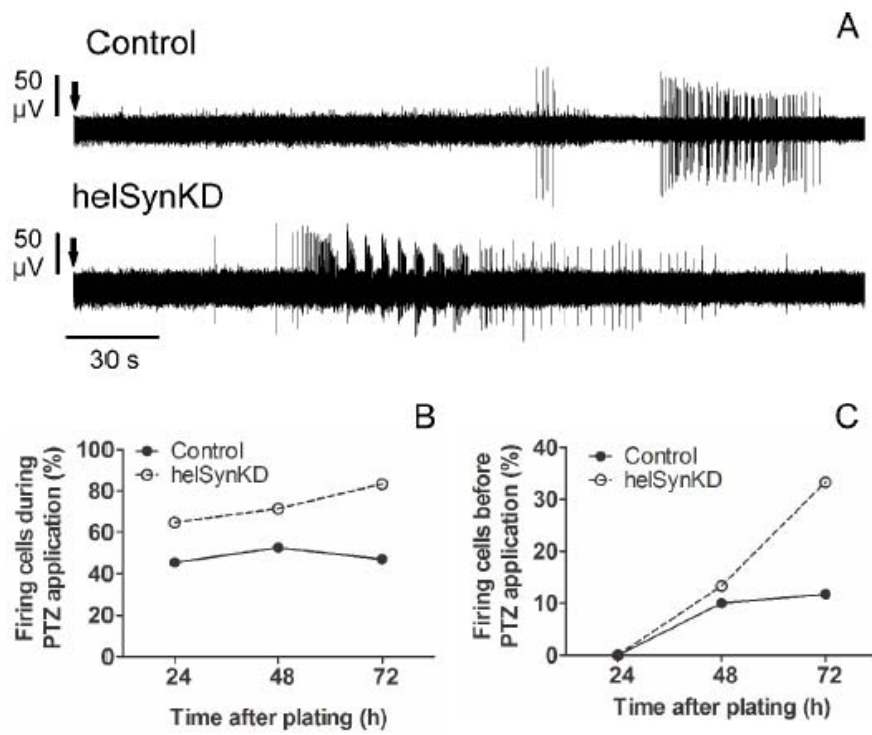 A
Control
50
µV
helSynKD
50
µV
30 s
B
Firing cells during
PTZ application (%)
100
80
60
40
20
0
Control
helSynKD
24
48
72
Time after plating (h)
C
Firing cells before
PTZ application (%)
40
30
20
10
0
Control
helSynKD
24
48
72
Time after plating (h)